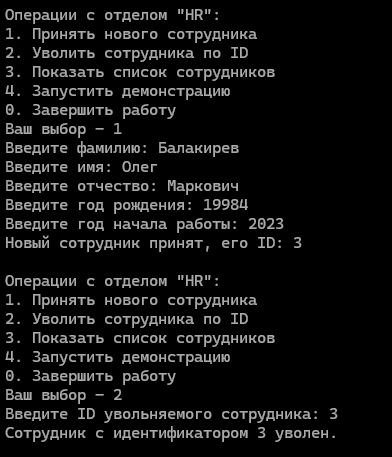 Операции с отделом "HR":
1. Принять нового сотрудника
2. Уволить сотрудника по ID
3. Показать список сотрудников
4. Запустить демонстрацию
0. Завершить работу
Ваш выбор – 1
Введите фамилию: Балакирев
Введите имя: Олег
Введите отчество: Маркович
Введите год рождения: 19984
Введите год начала работы: 2023
Новый сотрудник принят, его ID: 3

Операции с отделом "HR":
1. Принять нового сотрудника
2. Уволить сотрудника по ID
3. Показать список сотрудников
4. Запустить демонстрацию
0. Завершить работу
Ваш выбор – 2
Введите ID увольняемого сотрудника: 3
Сотрудник с идентификатором 3 уволен.